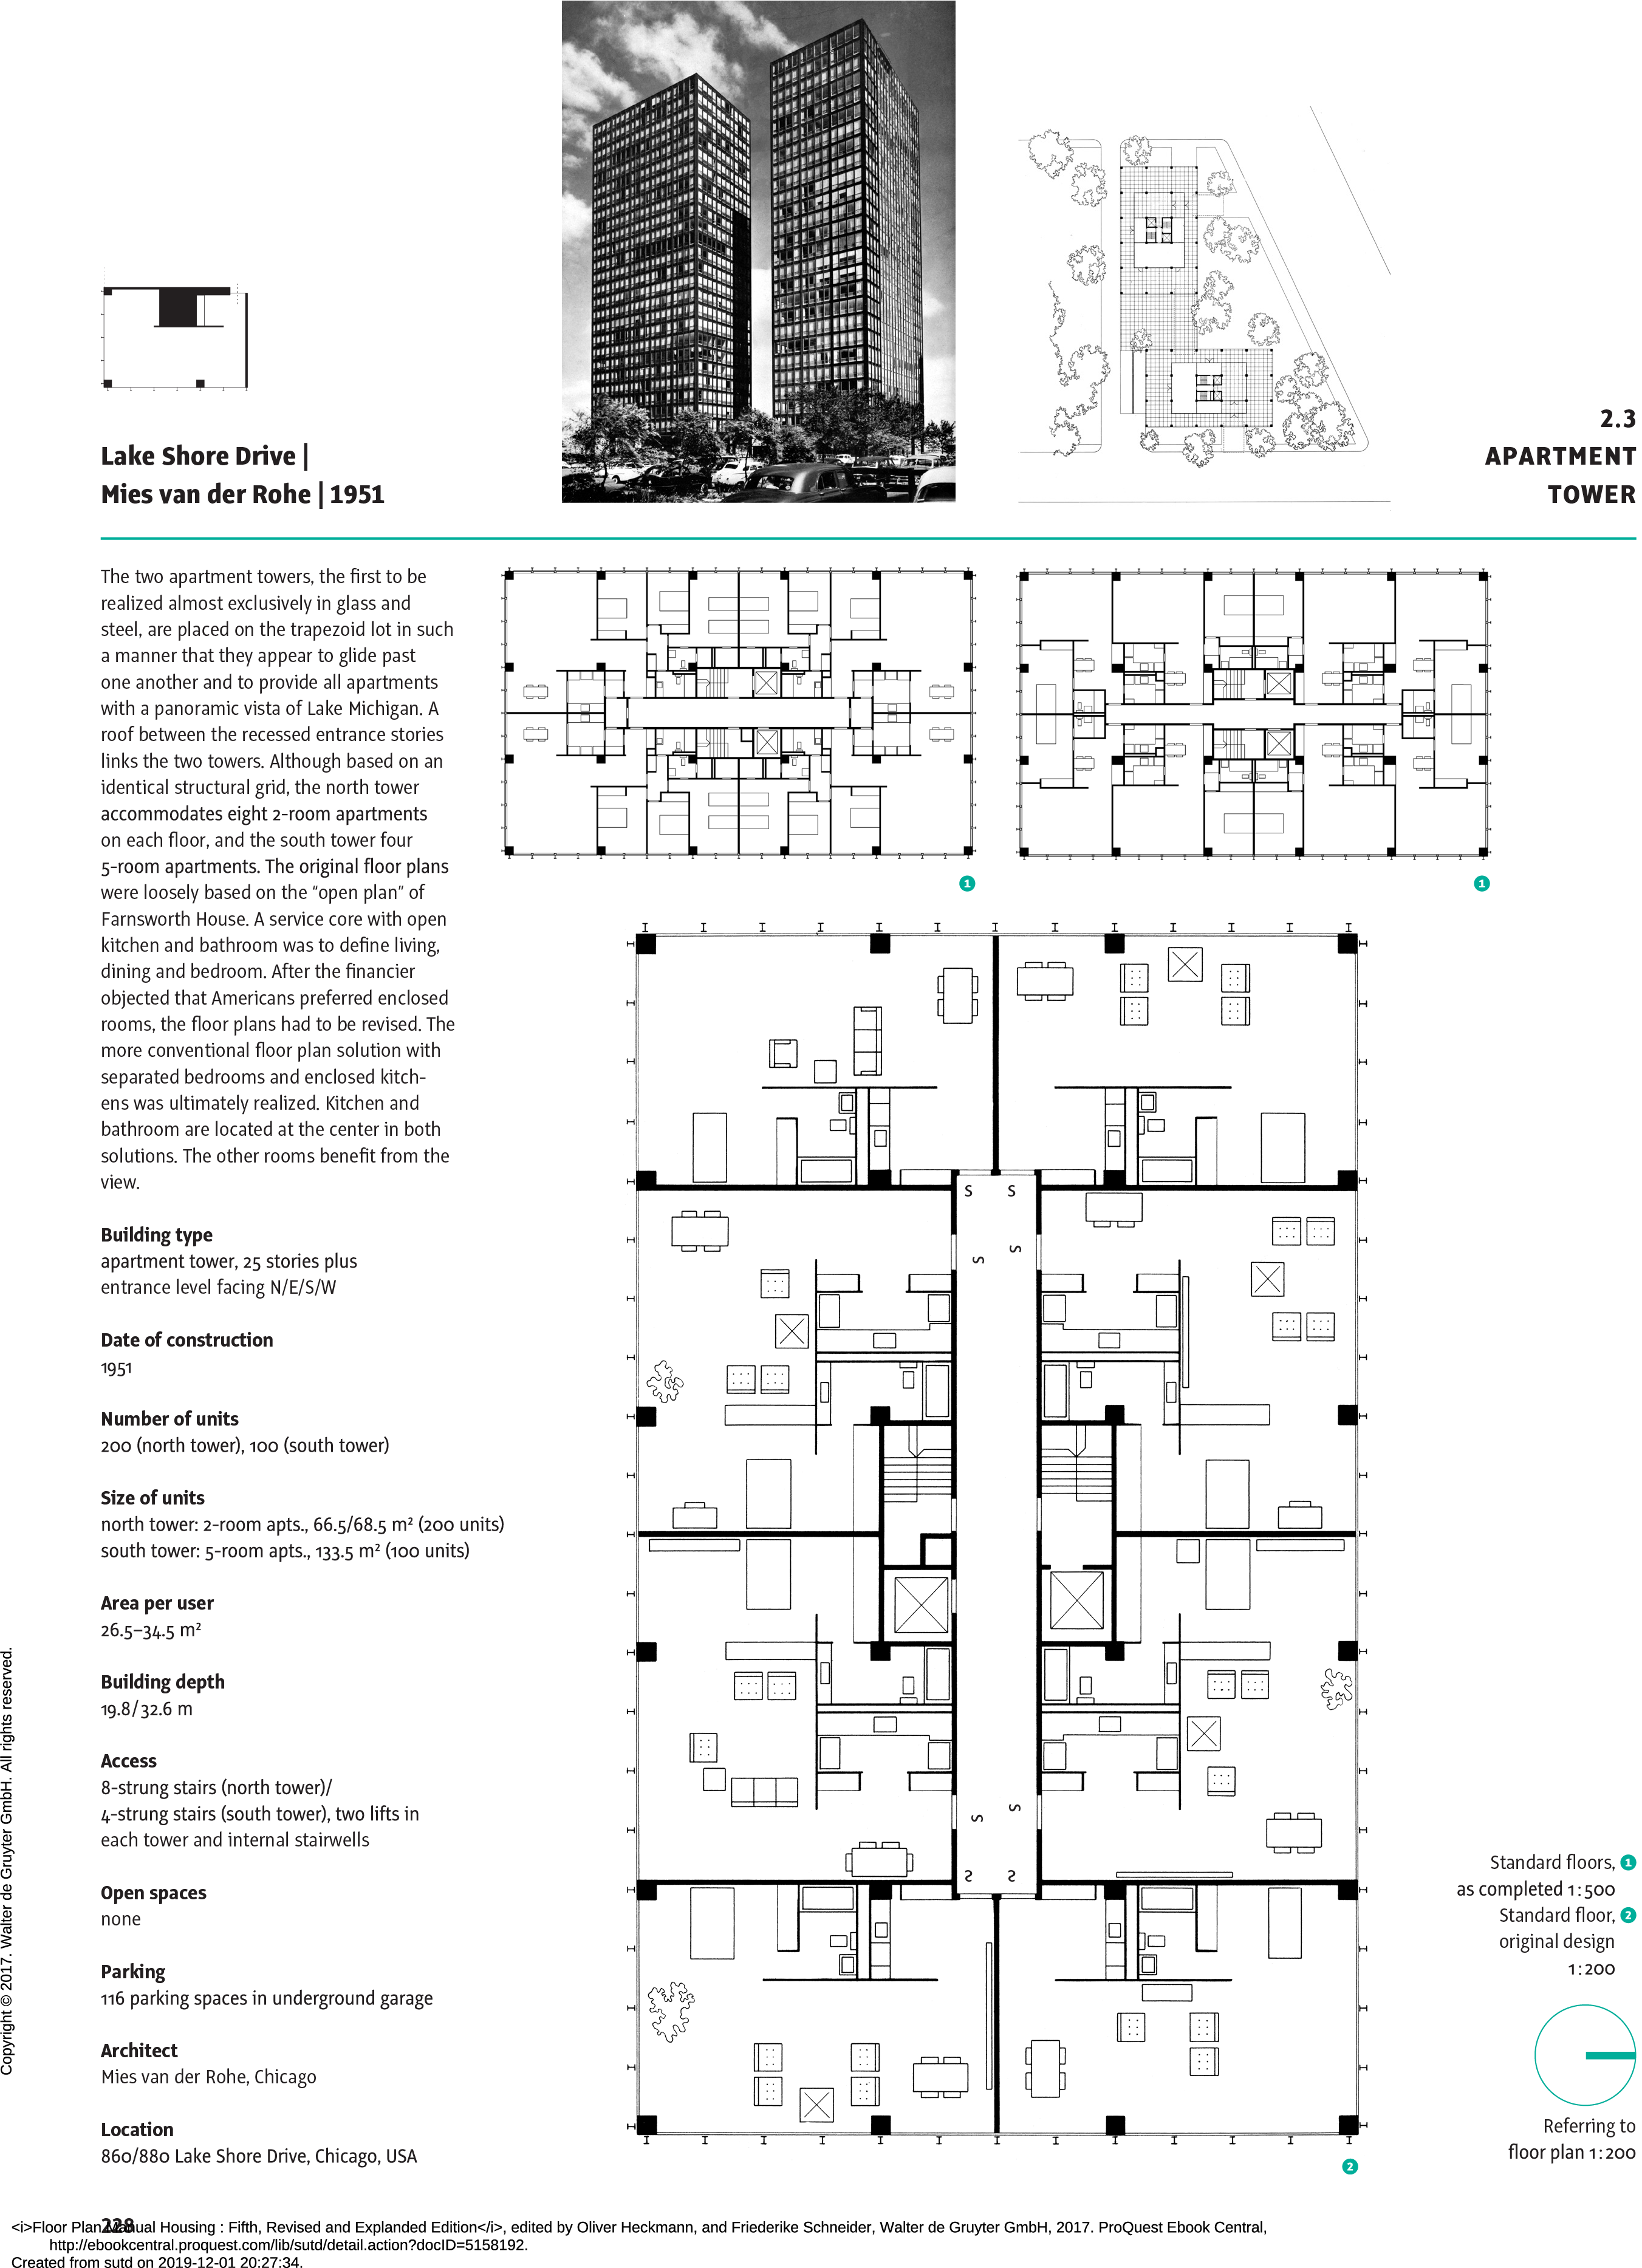 2.3
APARTMENT
TOWER
Lake Shore Drive |
Mies van der Rohe | 1951
The two apartment towers, the first to be
realized almost exclusively in glass and
steel, are placed on the trapezoid lot in such
a manner that they appear to glide past
one another and to provide all apartments
with a panoramic vista of Lake Michigan. A
roof between the recessed entrance stories
links the two towers. Although based on an
identical structural grid, the north tower
accommodates eight 2-room apartments
on each floor, and the south tower four
5-room apartments. The original floor plans
were loosely based on the “open plan” of
Farnsworth House. A service core with open
kitchen and bathroom was to define living,
dining and bedroom. After the financier
objected that Americans preferred enclosed
rooms, the floor plans had to be revised. The
more conventional floor plan solution with
separated bedrooms and enclosed kitch-
ens was ultimately realized. Kitchen and
bathroom are located at the center in both
solutions. The other rooms benefit from the
view.
Building type
apartment tower, 25 stories plus
entrance level facing N/E/S/W
Date of construction
1951
Number of units
200 (north tower), 100 (south tower)
Size of units
north tower: 2-room apts., 66.5/68.5 m² (200 units)
south tower: 5-room apts., 133.5 m² (100 units)
Area per user
26.5–34.5 m²
Building depth
19.8/32.6 m
Access
8-strung stairs (north tower)/
4-strung stairs (south tower), two lifts in
each tower and internal stairwells
Open spaces
none
Parking
116 parking spaces in underground garage
Architect
Mies van der Rohe, Chicago
Location
860/880 Lake Shore Drive, Chicago, USA
1
1
S S
S S
S S
S S
2
Standard floors, 1
as completed 1:500
Standard floor, 2
original design
1:200
Referring to
floor plan 1:200
228
<i>Floor Plan Manual Housing : Fifth, Revised and Explanded Edition</i>, edited by Oliver Heckmann, and Friederike Schneider, Walter de Gruyter GmbH, 2017. ProQuest Ebook Central,
http://ebookcentral.proquest.com/lib/sutd/detail.action?docID=5158192.
Created from sutd on 2019-12-01 20:27:34.
Copyright © 2017. Walter de Gruyter GmbH. All rights reserved.